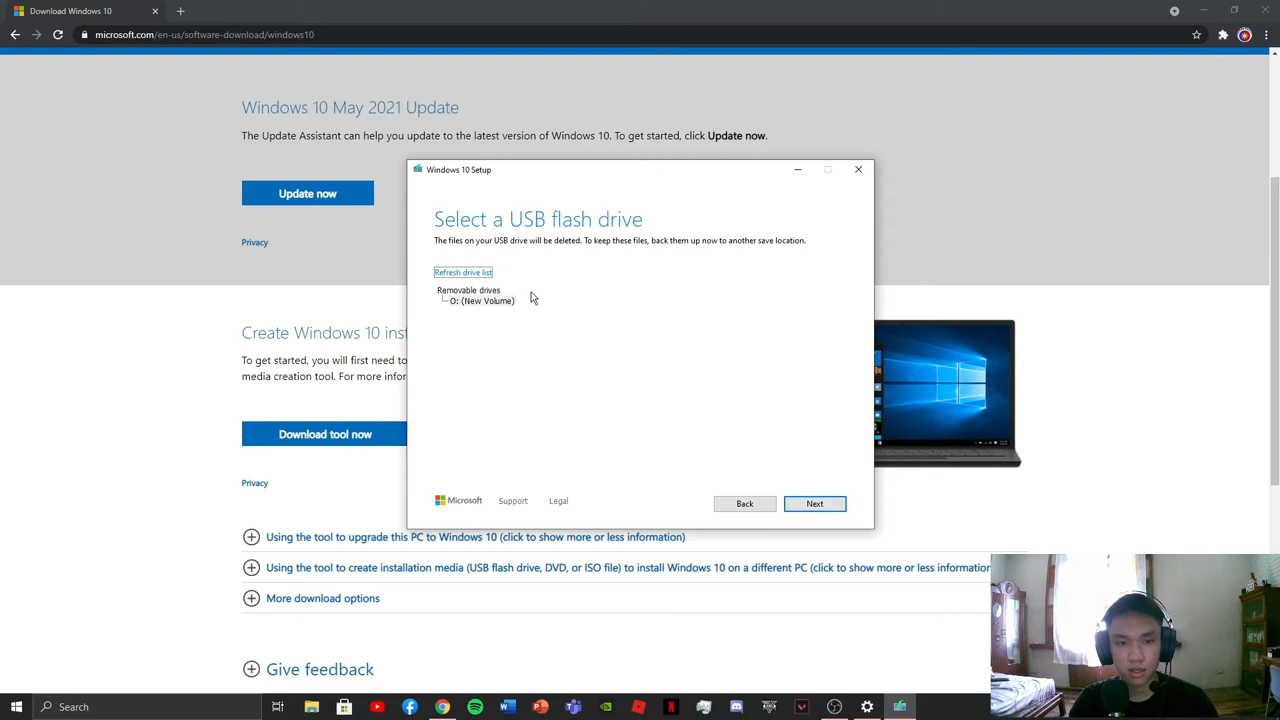 Download Windows 10
microsoft.com/en-us/software-download/windows10
Windows 10 May 2021 Update
The Update Assistant can help you update to the latest version of Windows 10. To get started, click Update now.
Update now
Privacy
Windows 10 Setup
Select a USB flash drive
The files on your USB drive will be deleted. To keep these files, back them up now to another save location.
Refresh drive list
Removable drives
O: (New Volume)
Microsoft
Support
Legal
Back
Next
Create Windows 10 inst
To get started, you will first need to
media creation tool. For more infor
Download tool now
Privacy
Using the tool to upgrade this PC to Windows 10 (click to show more or less information)
Using the tool to create installation media (USB flash drive, DVD, or ISO file) to install Windows 10 on a different PC (click to show more or less information)
More download options
Give feedback
Search